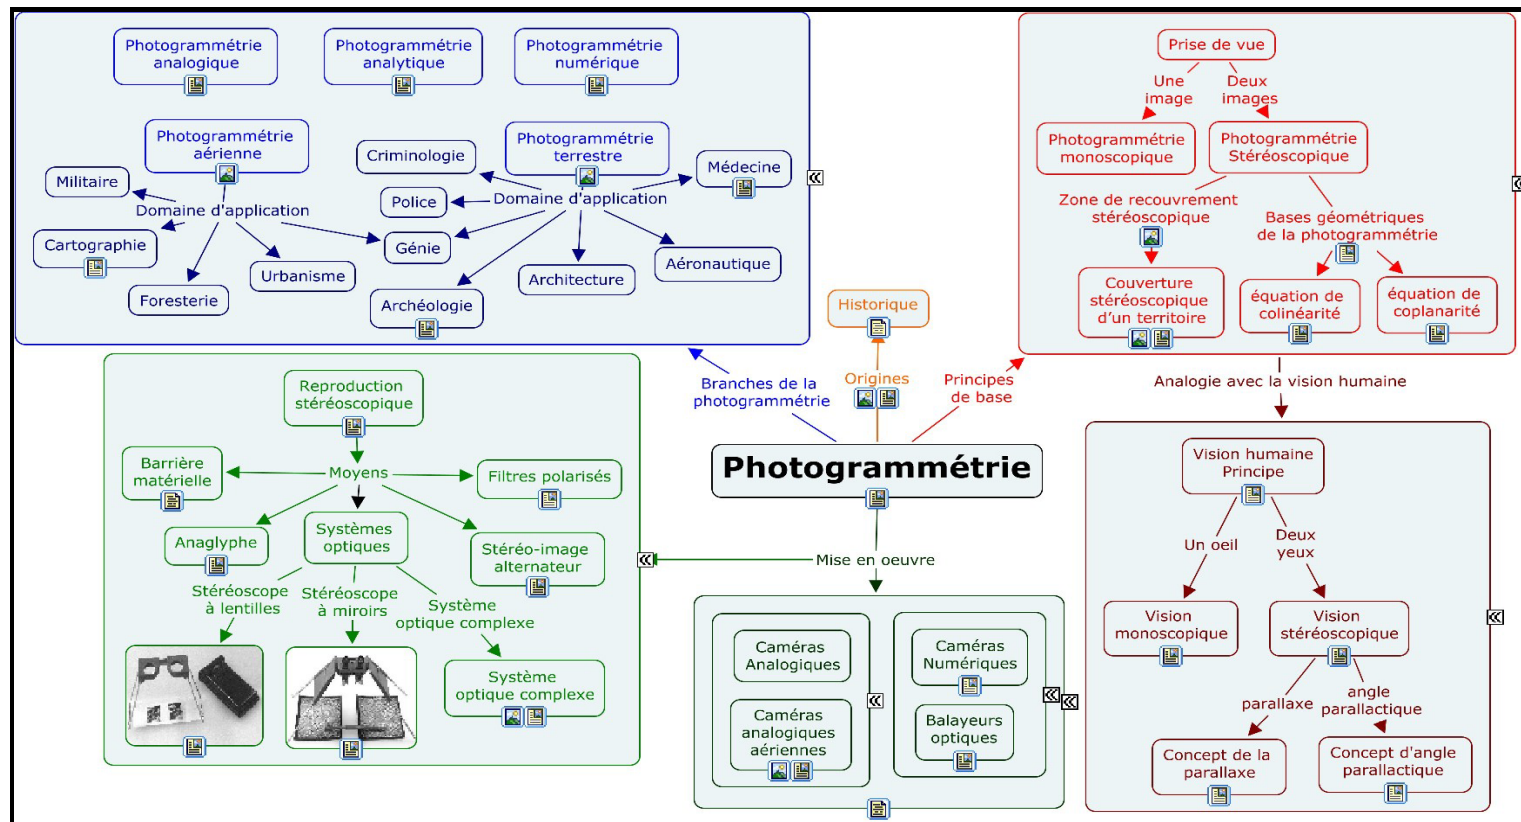 Photogrammétrie
analogique
Photogrammétrie
analytique
Photogrammétrie
numérique
Photogrammétrie
aérienne
Criminologie
Photogrammétrie
terrestre
Médecine
Militaire
Domaine d'application
Police
Domaine d'application
Cartographie
Génie
Urbanisme
Architecture
Aéronautique
Foresterie
Archéologie
Prise de vue
Une
image
Deux
images
Photogrammétrie
monoscopique
Photogrammétrie
Stéréoscopique
Zone de recouvrement
stéréoscopique
Bases géométriques
de la photogrammétrie
Couverture
stéréoscopique
d'un territoire
équation de
colinéarité
équation de
coplanarité
Historique
Branches de la
photogrammétrie
Origines
Principes
de base
Analogie avec la vision humaine
Photogrammétrie
Reproduction
stéréoscopique
Barrière
matérielle
Moyens
Filtres polarisés
Anaglyphe
Systèmes
optiques
Stéréo-image
alternateur
Stéréoscope
à lentilles
Stéréoscope
à miroirs
Système
optique complexe
Système
optique complexe
Mise en oeuvre
Caméras
Analogiques
Caméras
Numériques
Caméras
analogiques
aériennes
Balayeurs
optiques
Vision humaine
Principe
Un oeil
Deux
yeux
Vision
monoscopique
Vision
stéréoscopique
parallaxe
angle
parallactique
Concept de la
parallaxe
Concept d'angle
parallactique